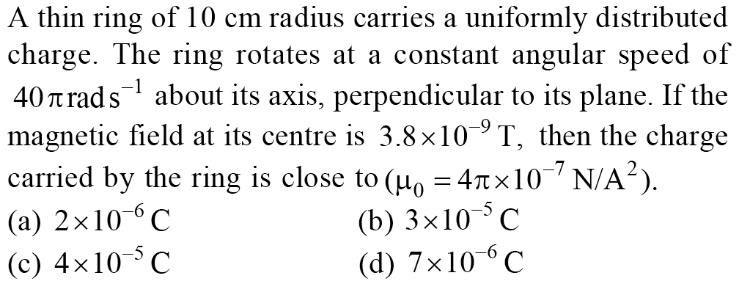 A thin ring of 10 cm radius carries a uniformly distributed
charge. The ring rotates at a constant angular speed of
40π rad s⁻¹ about its axis, perpendicular to its plane. If the
magnetic field at its centre is 3.8×10⁻⁹ T, then the charge
carried by the ring is close to (μ₀ = 4π×10⁻⁷ N/A²).
(a) 2×10⁻⁶ C (b) 3×10⁻⁵ C
(c) 4×10⁻⁵ C (d) 7×10⁻⁶ C